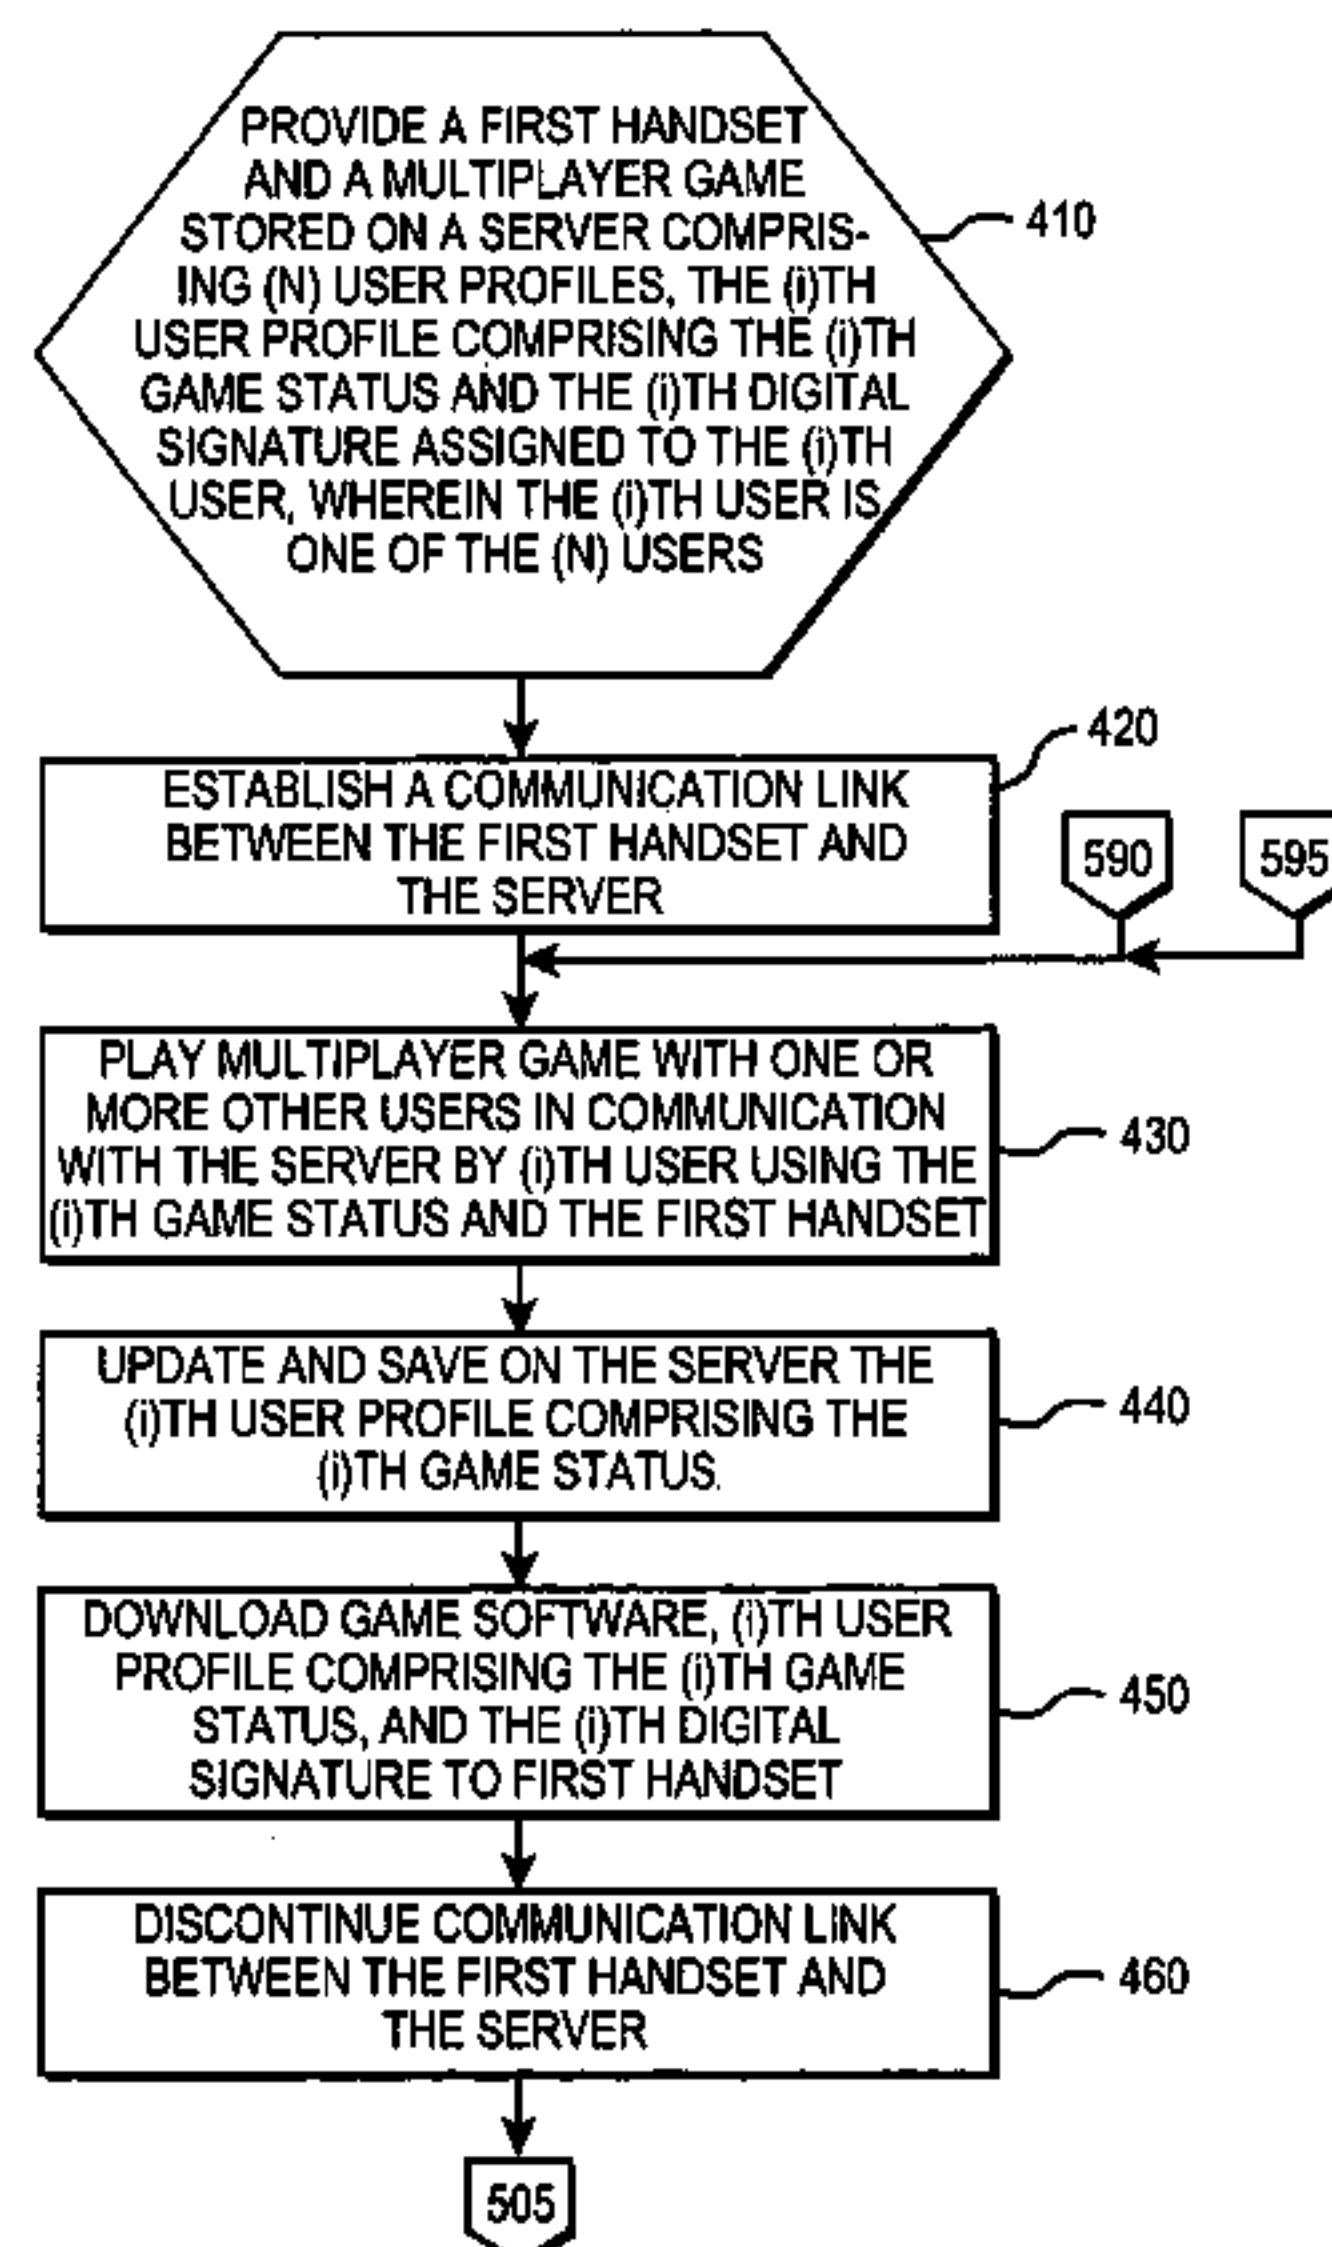 PROVIDE A FIRST HANDSET
AND A MULTIPLAYER GAME
STORED ON A SERVER COMPRIS-
ING (N) USER PROFILES, THE (i)TH
USER PROFILE COMPRISING THE (i)TH
GAME STATUS AND THE (i)TH DIGITAL
SIGNATURE ASSIGNED TO THE (i)TH
USER, WHEREIN THE (i)TH USER IS
ONE OF THE (N) USERS
410
420
ESTABLISH A COMMUNICATION LINK
BETWEEN THE FIRST HANDSET AND
THE SERVER
590
595
PLAY MULTIPLAYER GAME WITH ONE OR
MORE OTHER USERS IN COMMUNICATION
WITH THE SERVER BY (i)TH USER USING THE
(i)TH GAME STATUS AND THE FIRST HANDSET
430
UPDATE AND SAVE ON THE SERVER THE
(i)TH USER PROFILE COMPRISING THE
(i)TH GAME STATUS.
440
DOWNLOAD GAME SOFTWARE, (i)TH USER
PROFILE COMPRISING THE (i)TH GAME
STATUS, AND THE (i)TH DIGITAL
SIGNATURE TO FIRST HANDSET
450
DISCONTINUE COMMUNICATION LINK
BETWEEN THE FIRST HANDSET AND
THE SERVER
460
505